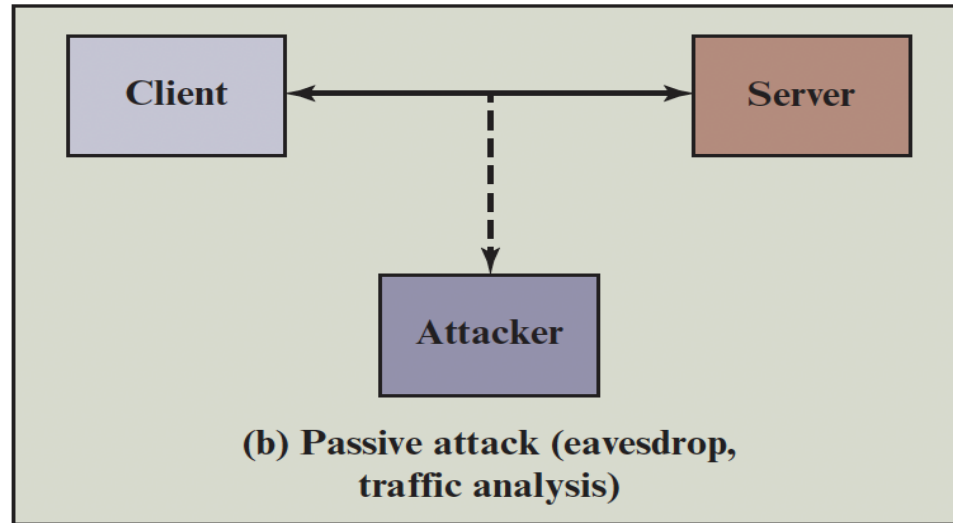 Client
Server
Attacker
(b) Passive attack (eavesdrop,
traffic analysis)